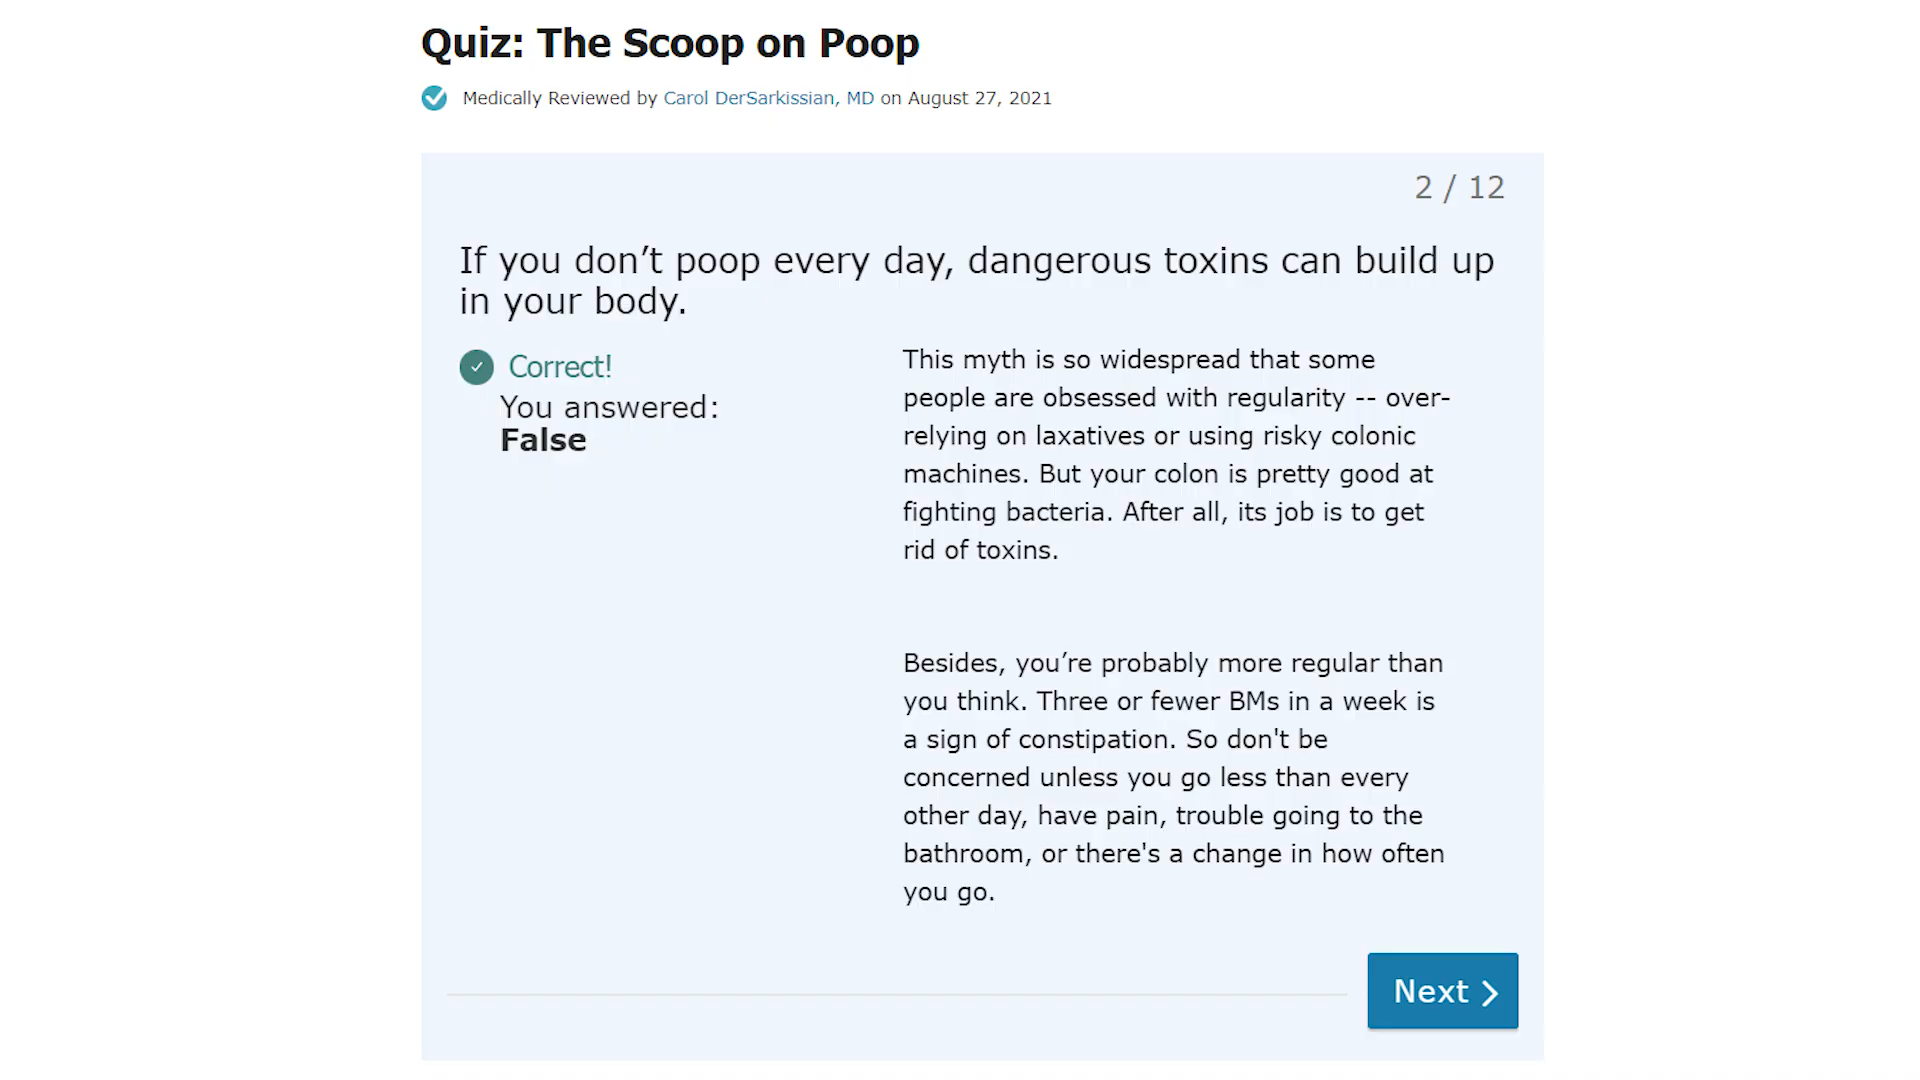 Quiz: The Scoop on Poop
Medically Reviewed by Carol DerSarkissian, MD on August 27, 2021
2 / 12
If you don’t poop every day, dangerous toxins can build up
in your body.
Correct!
You answered:
False
This myth is so widespread that some
people are obsessed with regularity -- over-
relying on laxatives or using risky colonic
machines. But your colon is pretty good at
fighting bacteria. After all, its job is to get
rid of toxins.
Besides, you’re probably more regular than
you think. Three or fewer BMs in a week is
a sign of constipation. So don't be
concerned unless you go less than every
other day, have pain, trouble going to the
bathroom, or there's a change in how often
you go.
Next